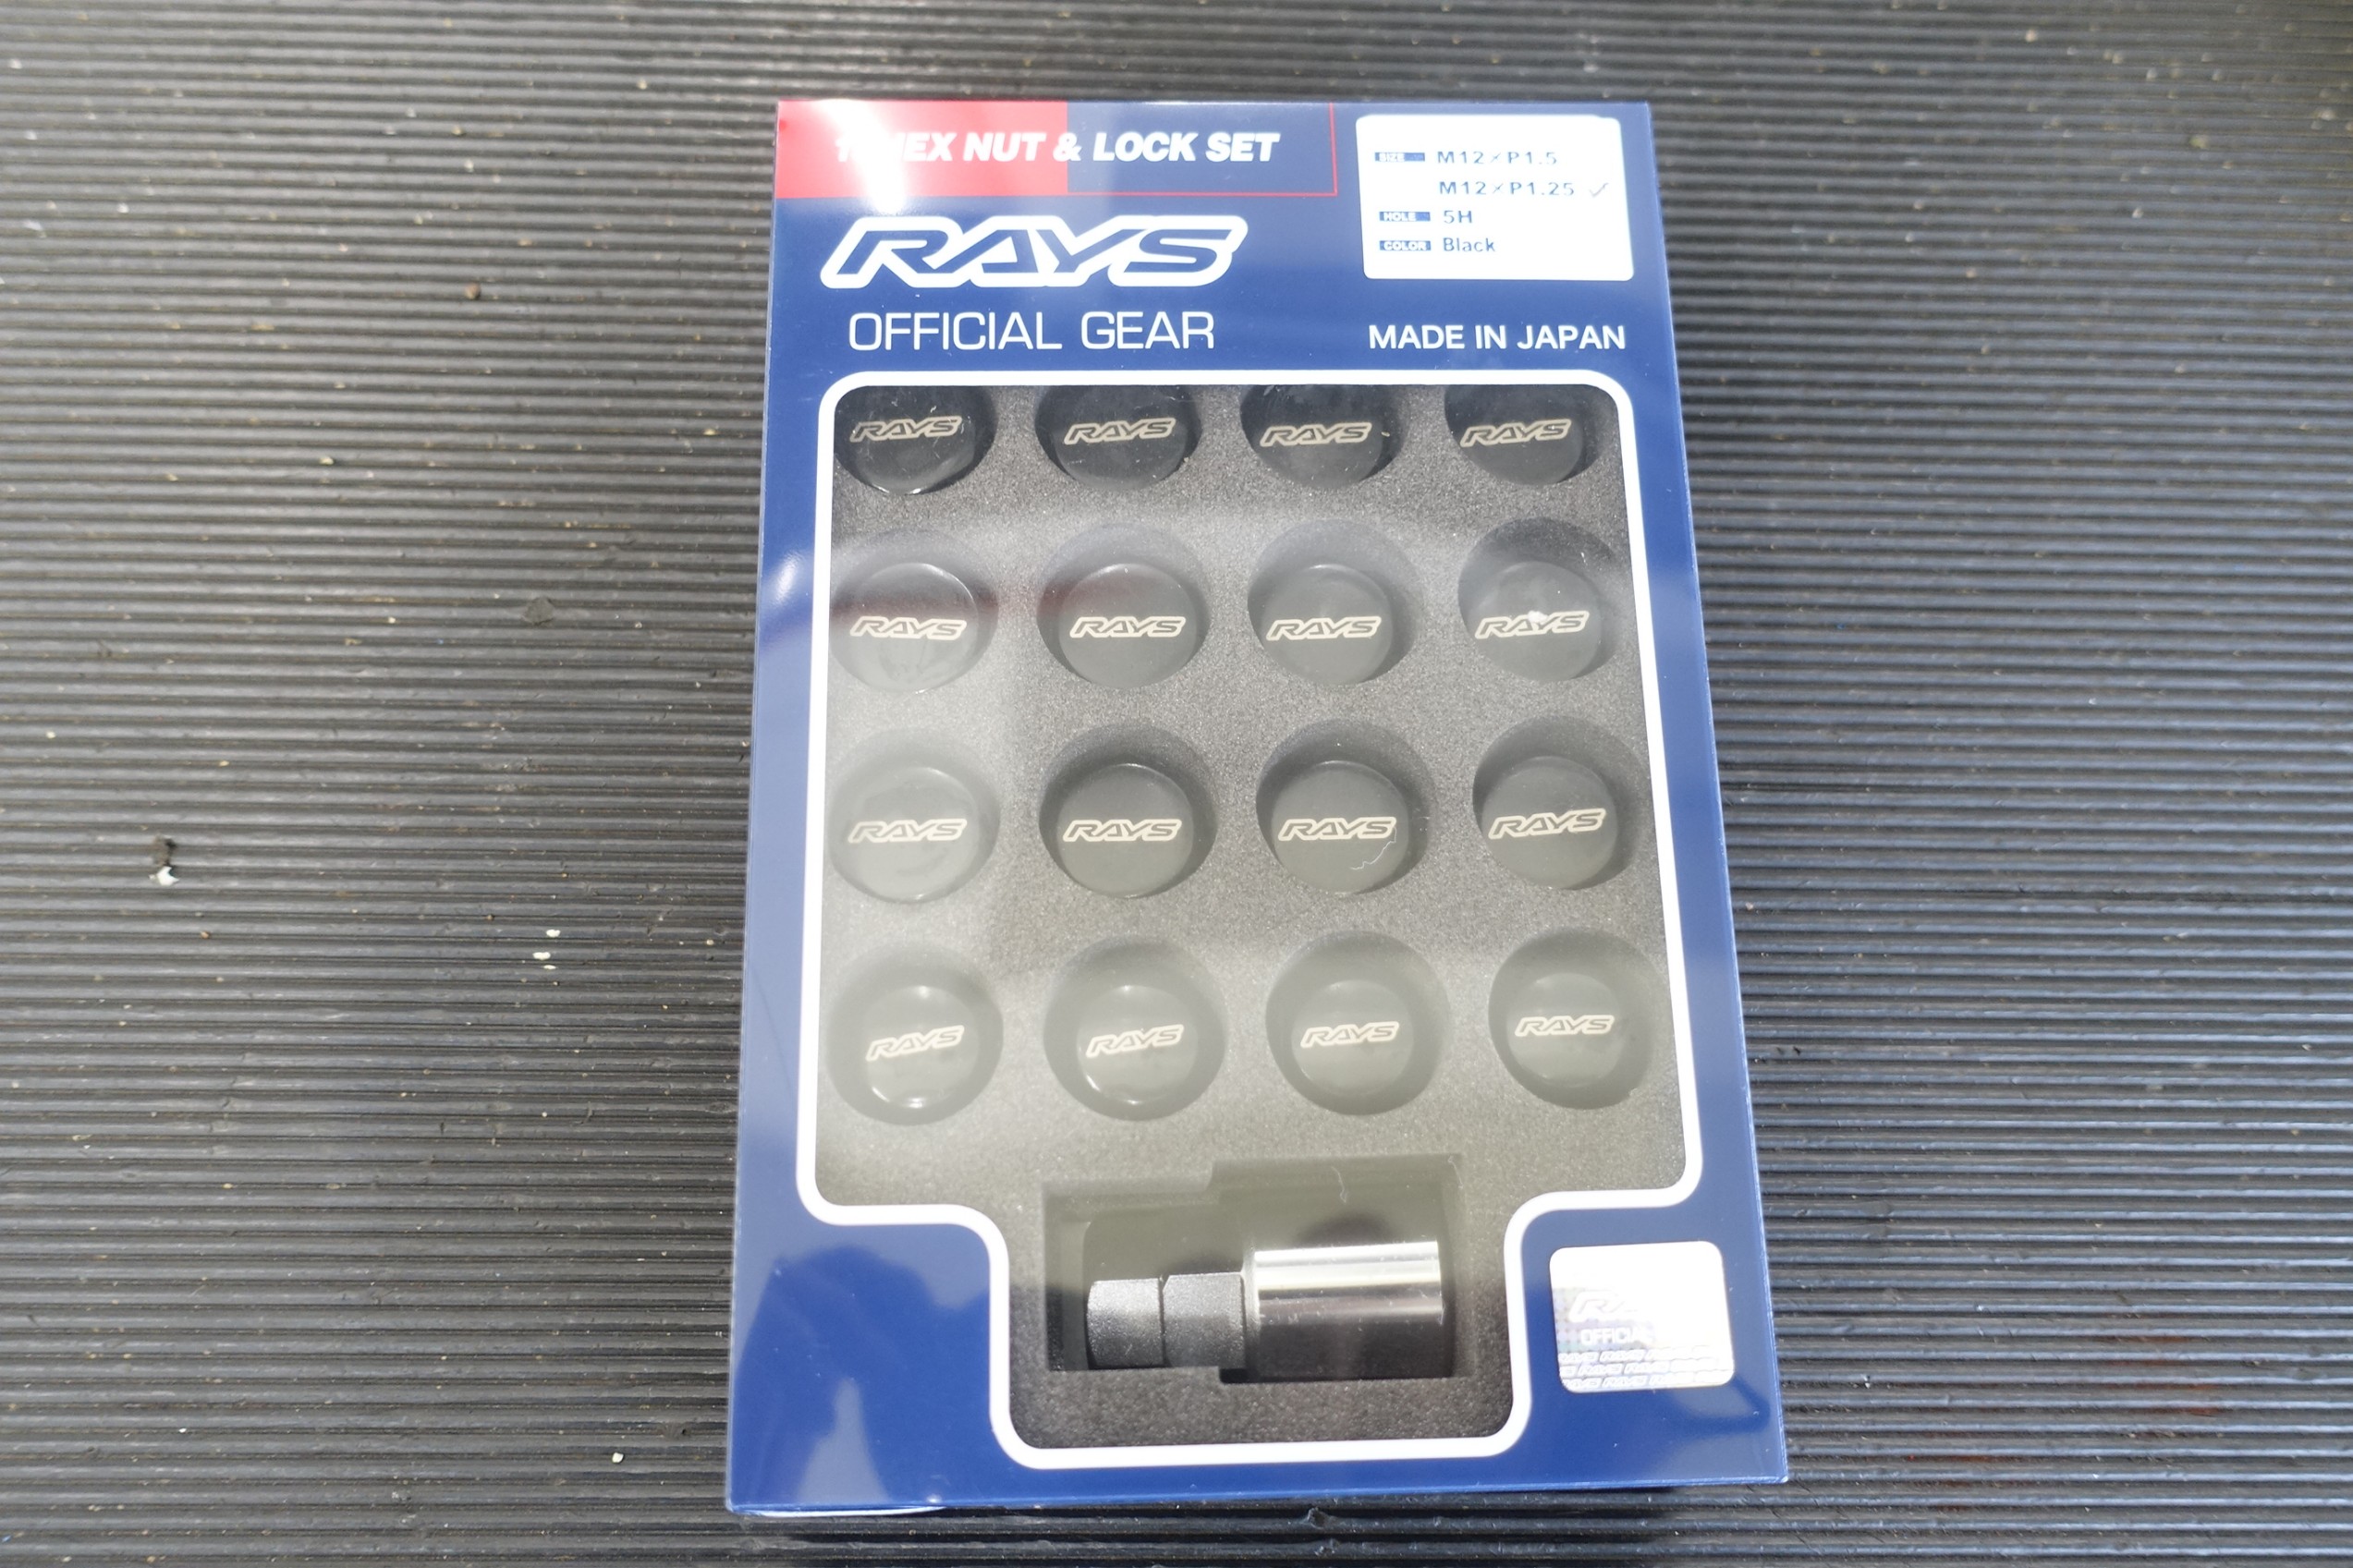 HEX NUT & LOCK SET
SIZE M12×P1.5
M12×P1.25 ✓
HOLE 5H
COLOR Black
RAYS
OFFICIAL GEAR
MADE IN JAPAN
RAYS RAYS RAYS RAYS
RAYS RAYS RAYS RAYS
RAYS RAYS RAYS RAYS
RAYS RAYS RAYS RAYS